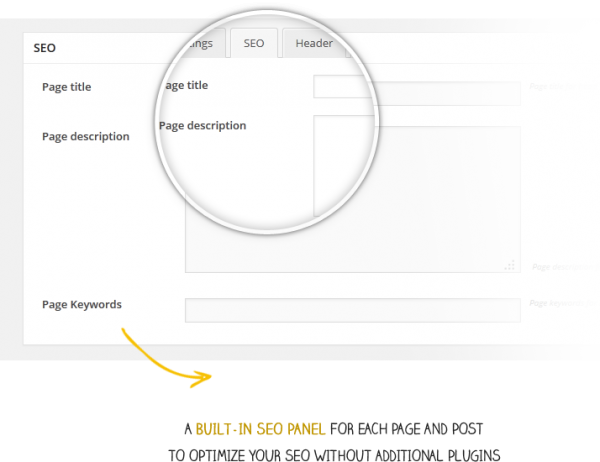 ings SEO Header
SEO
Page title
age title
Page description
Page description
Page Keywords
A BUILT-IN SEO PANEL FOR EACH PAGE AND POST
TO OPTIMIZE YOUR SEO WITHOUT ADDITIONAL PLUGINS